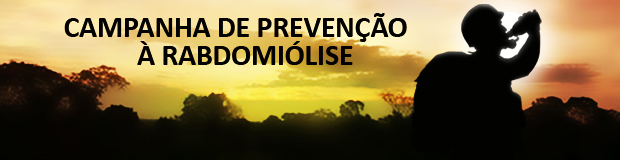 CAMPANHA DE PREVENÇÃO
À RABDOMIÓLISE